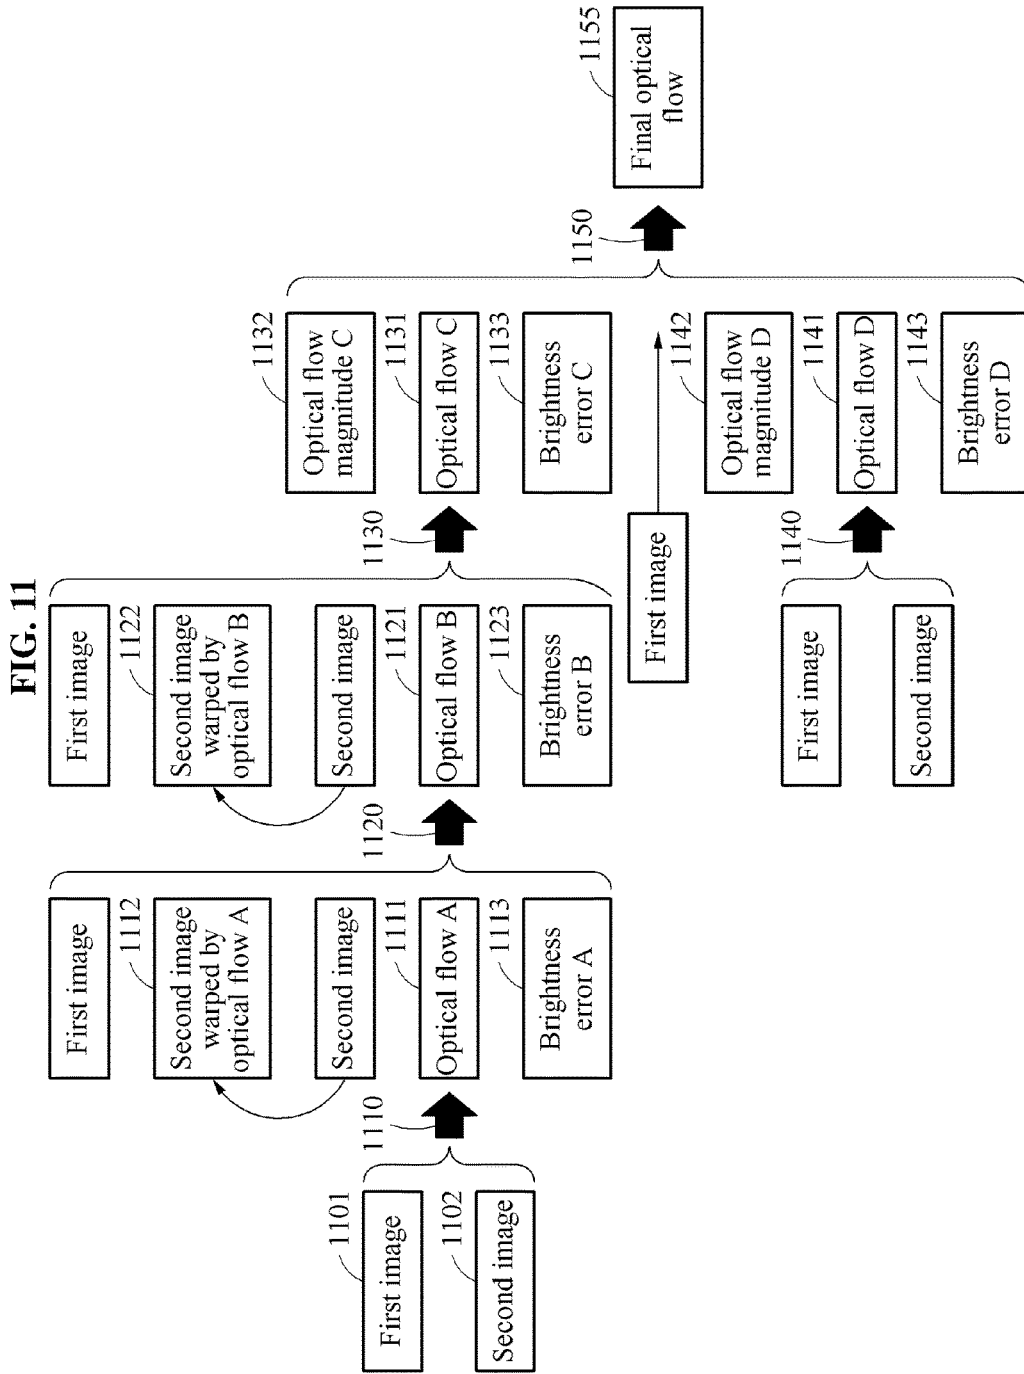 FIG. 11
1101
First image
1102
Second image
1110
First image
1112
Second image
warped by
optical flow A
Second image
1111
Optical flow A
1113
Brightness
error A
1120
First image
1122
Second image
warped by
optical flow B
Second image
1121
Optical flow B
1123
Brightness
error B
1130
1132
Optical flow
magnitude C
1131
Optical flow C
1133
Brightness
error C
First image
First image
Second image
1140
1142
Optical flow
magnitude D
1141
Optical flow D
1143
Brightness
error D
1150
1155
Final optical
flow